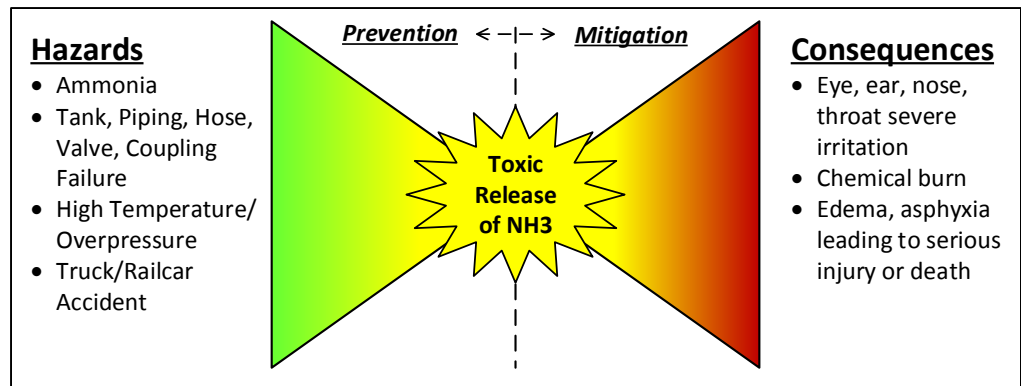 Hazards
• Ammonia
• Tank, Piping, Hose,
Valve, Coupling
Failure
• High Temperature/
Overpressure
• Truck/Railcar
Accident
Prevention
Mitigation
Toxic
Release
of NH3
Consequences
• Eye, ear, nose,
throat severe
irritation
• Chemical burn
• Edema, asphyxia
leading to serious
injury or death